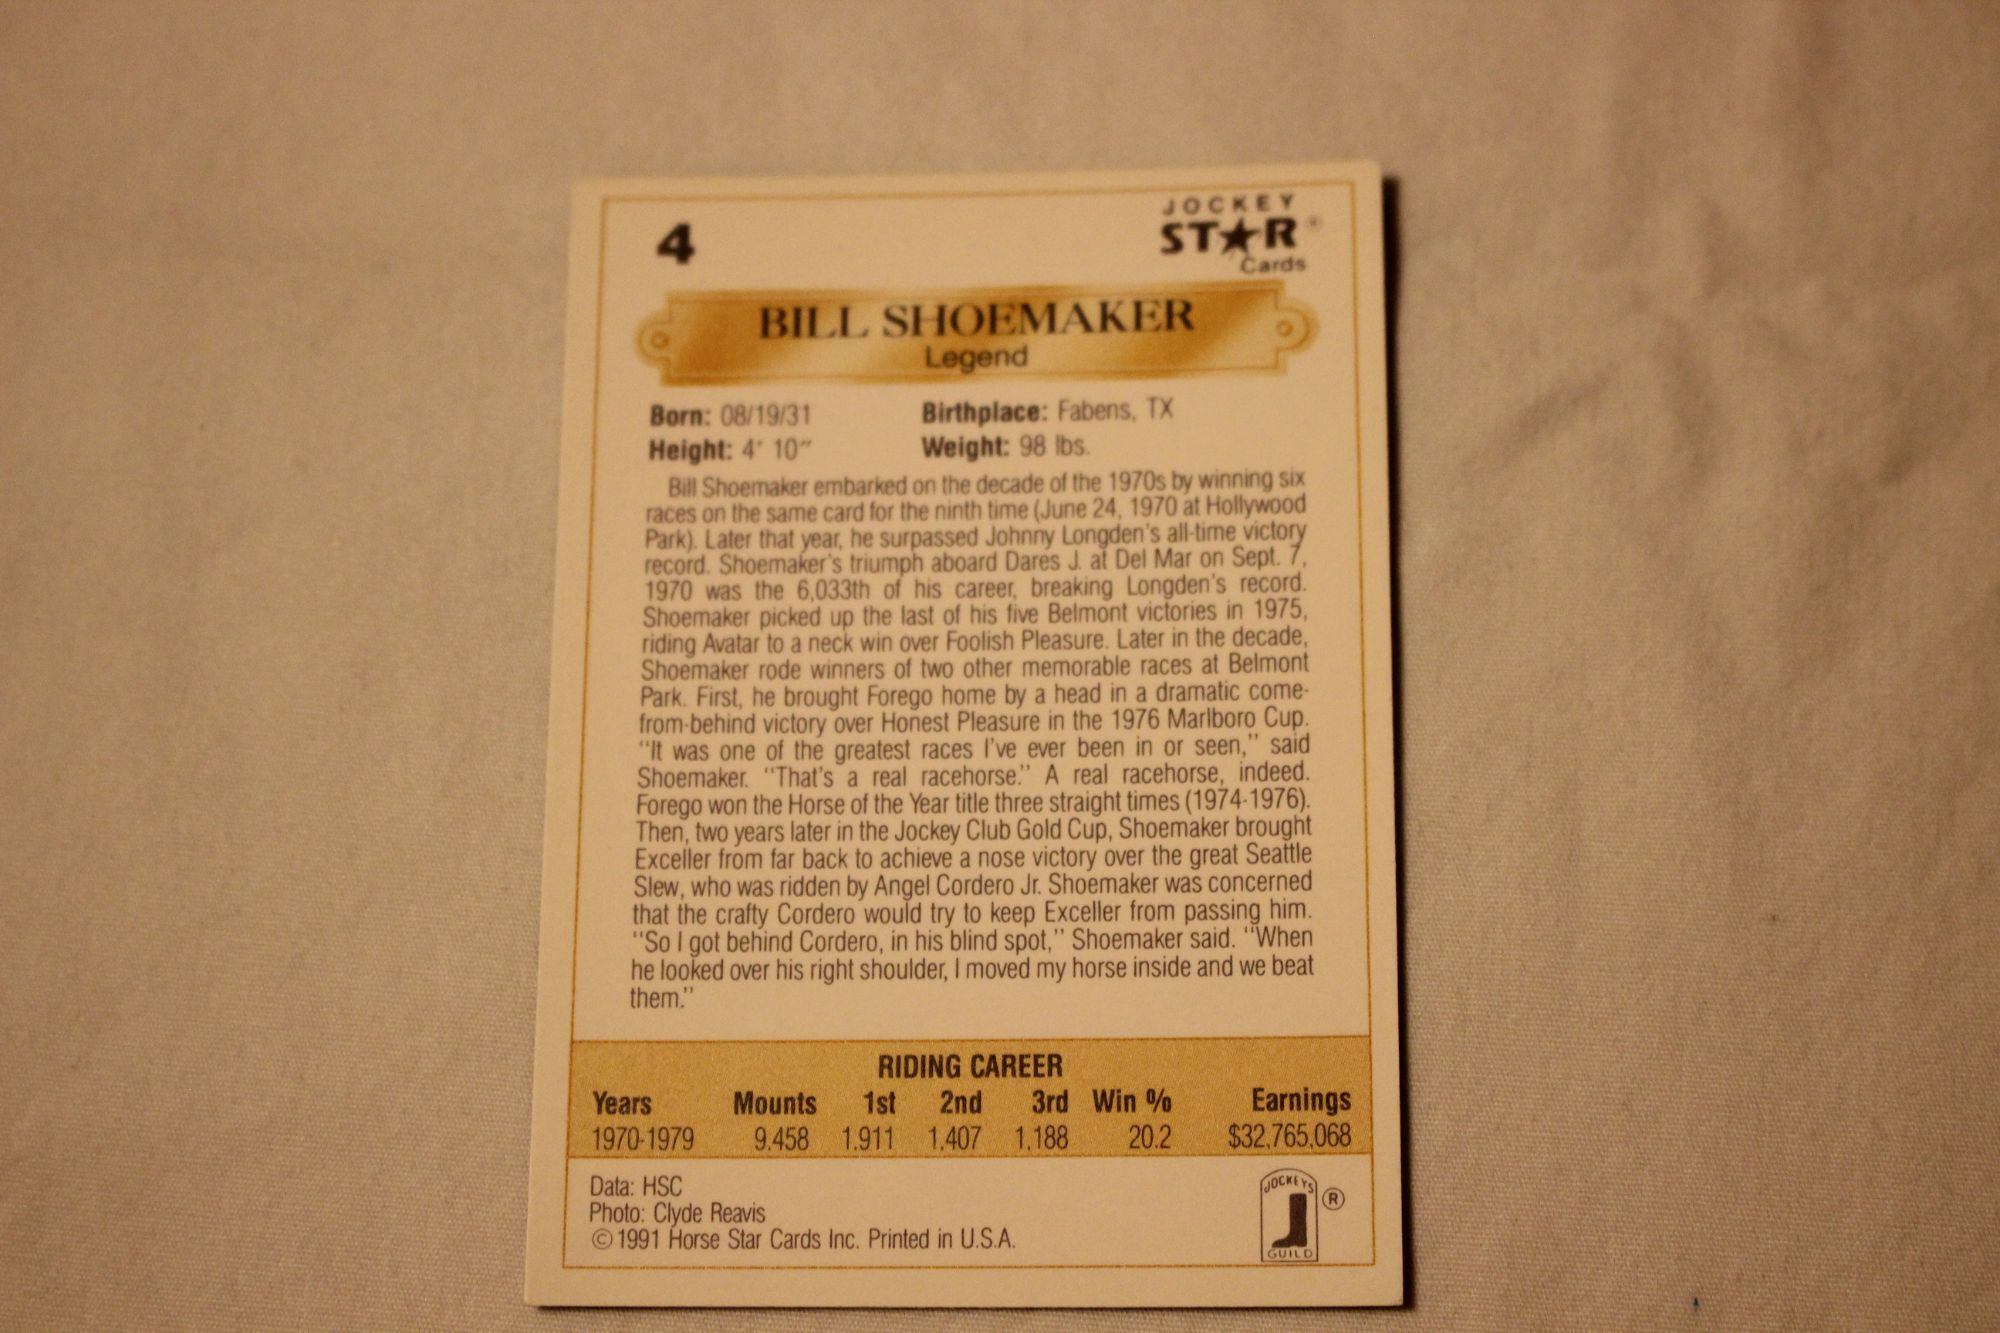 4
JOCKEY
ST★R®
Cards
BILL SHOEMAKER
Legend
Born: 08/19/31 Birthplace: Fabens, TX
Height: 4' 10" Weight: 98 lbs.
Bill Shoemaker embarked on the decade of the 1970s by winning six
races on the same card for the ninth time (June 24, 1970 at Hollywood
Park). Later that year, he surpassed Johnny Longden's all-time victory
record. Shoemaker's triumph aboard Dares J. at Del Mar on Sept. 7,
1970 was the 6,033th of his career, breaking Longden's record.
Shoemaker picked up the last of his five Belmont victories in 1975,
riding Avatar to a neck win over Foolish Pleasure. Later in the decade,
Shoemaker rode winners of two other memorable races at Belmont
Park. First, he brought Forego home by a head in a dramatic come-
from-behind victory over Honest Pleasure in the 1976 Marlboro Cup.
"It was one of the greatest races I've ever been in or seen," said
Shoemaker. "That's a real racehorse." A real racehorse, indeed.
Forego won the Horse of the Year title three straight times (1974-1976).
Then, two years later in the Jockey Club Gold Cup, Shoemaker brought
Exceller from far back to achieve a nose victory over the great Seattle
Slew, who was ridden by Angel Cordero Jr. Shoemaker was concerned
that the crafty Cordero would try to keep Exceller from passing him.
"So I got behind Cordero, in his blind spot," Shoemaker said. "When
he looked over his right shoulder, I moved my horse inside and we beat
them."
RIDING CAREER
Years Mounts 1st 2nd 3rd Win % Earnings
1970-1979 9,458 1,911 1,407 1,188 20.2 $32,765,068
Data: HSC
Photo: Clyde Reavis
©1991 Horse Star Cards Inc. Printed in U.S.A.
JOCKEYS
GUILD
®